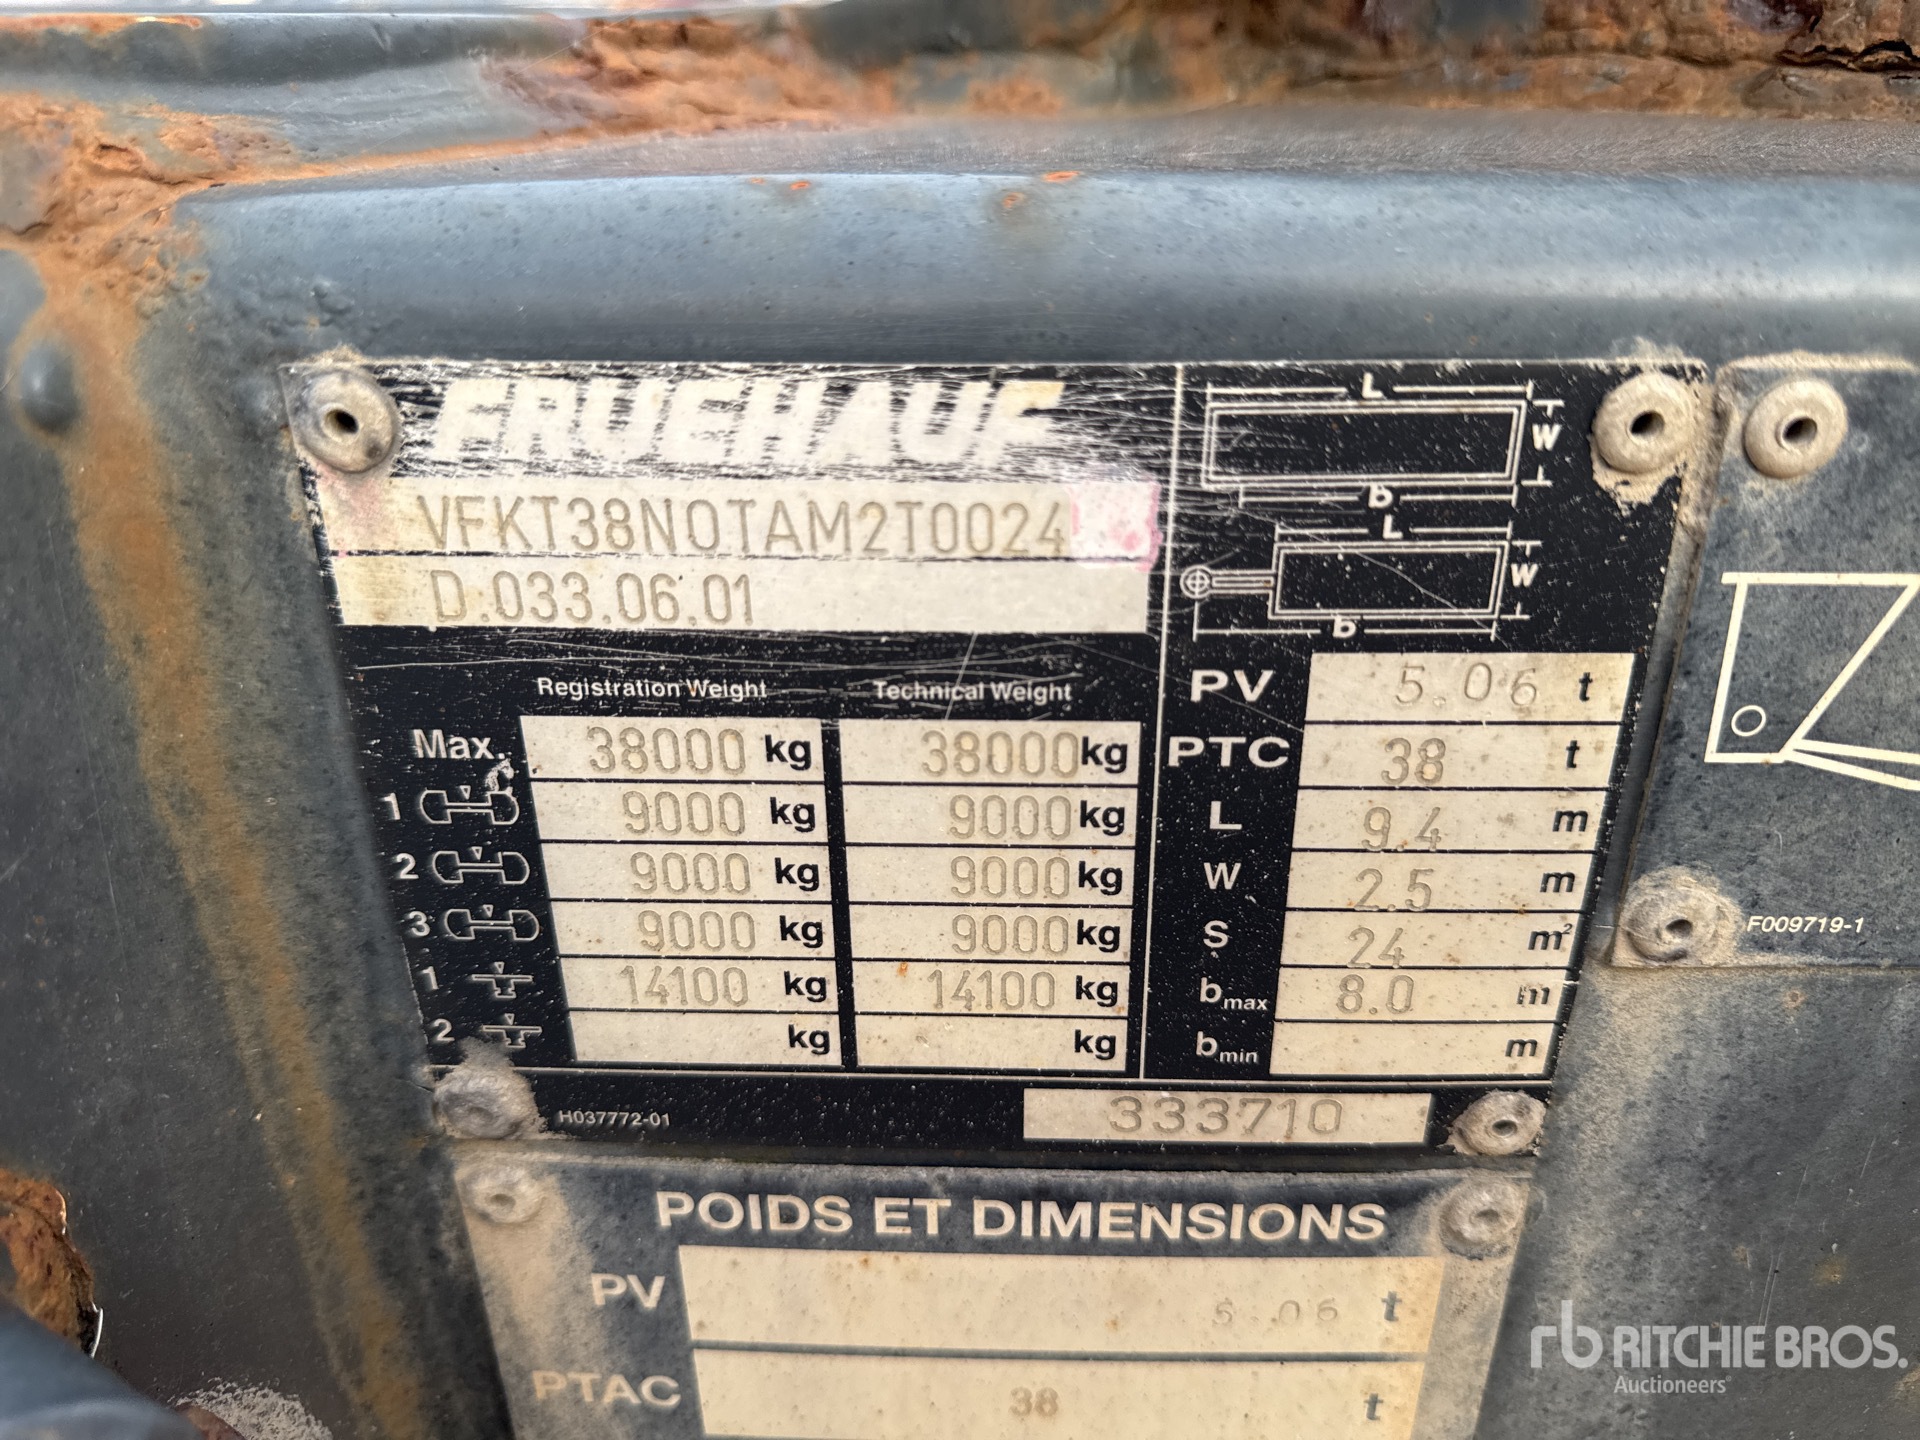 FRUEHAUF
VFKT38NOTAM2T0024
D.033.06.01
L
W
b
L
W
b
Registration Weight Technical Weight
Max. 38000 kg 38000 kg
1 9000 kg 9000 kg
2 9000 kg 9000 kg
3 9000 kg 9000 kg
1 14100 kg 14100 kg
2 kg kg
PV 5.06 t
PTC 38 t
L 9.4 m
W 2.5 m
S 24 m²
bmax 8.0 m
bmin m
H037772-01
333710
F009719-1
POIDS ET DIMENSIONS
PV 5.06 t
PTAC 38 t
rb RITCHIE BROS.
Auctioneers